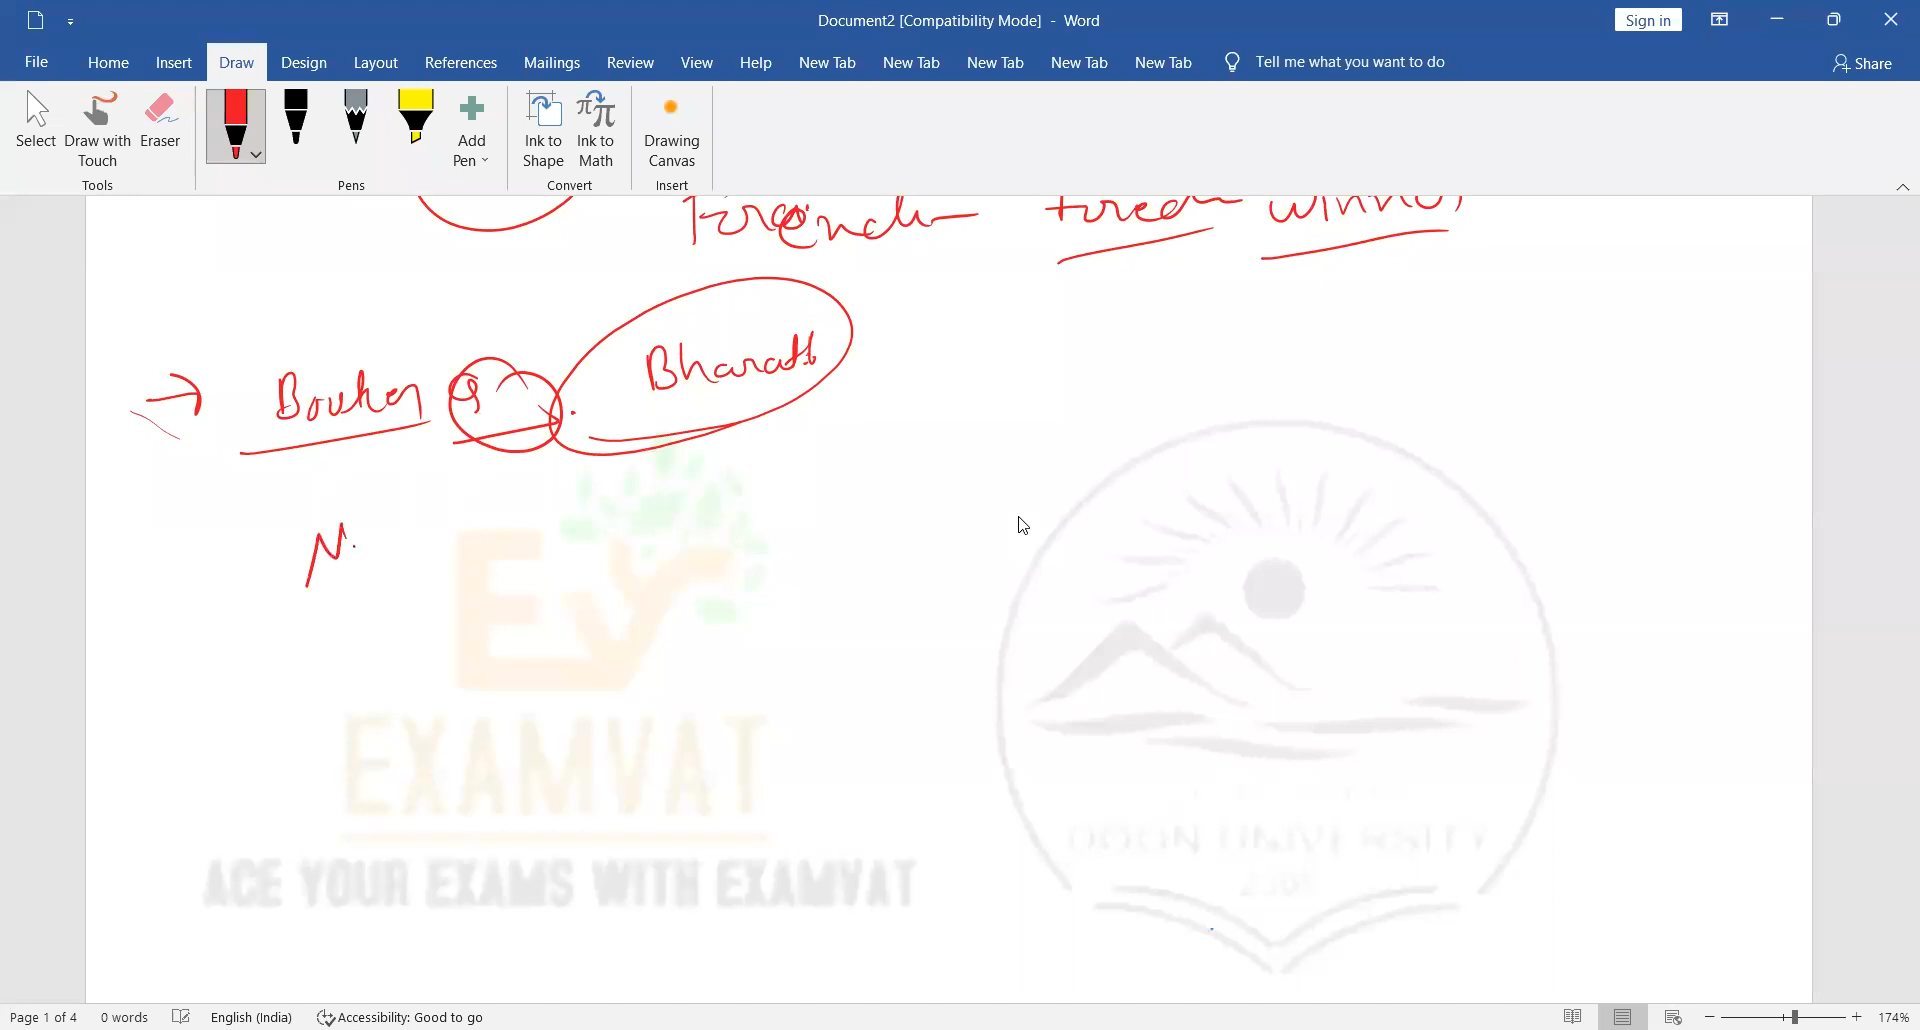 Document2 [Compatibility Mode] - Word
Sign in
File Home Insert Draw Design Layout References Mailings Review View Help New Tab New Tab New Tab New Tab New Tab Tell me what you want to do Share
Select Draw with Touch Eraser
Add Pen
Ink to Shape Ink to Math
Drawing Canvas
Tools Pens Convert Insert
winner
Bharat
→
N
EXAMVAT
ACE YOUR EXAMS WITH EXAMVAT
DOON UNIVERSITY
Page 1 of 4 0 words English (India) Accessibility: Good to go 174%